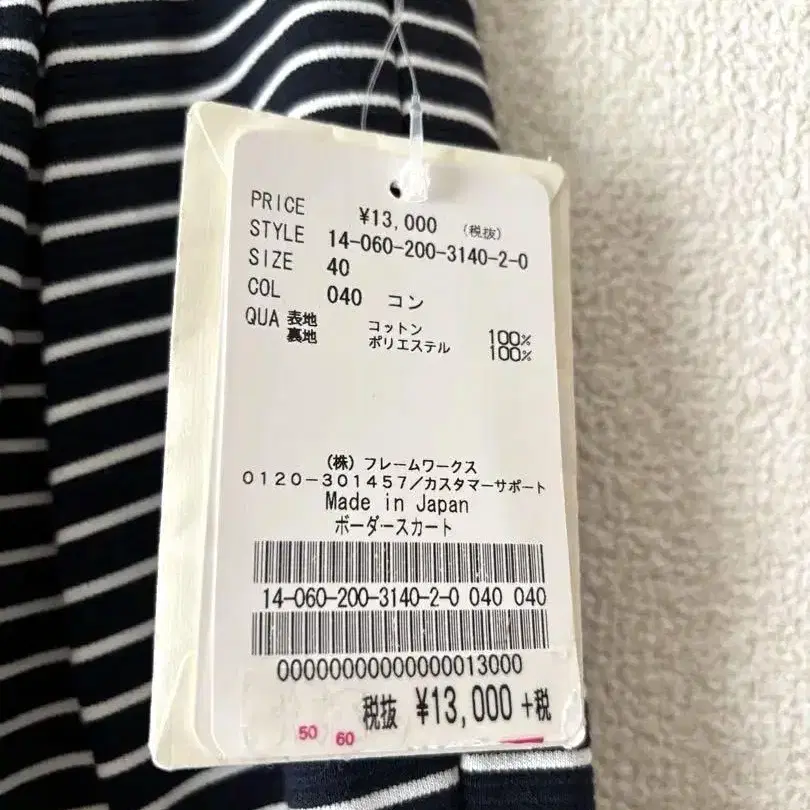 PRICE ¥13,000 (税抜)
STYLE 14-060-200-3140-2-0
SIZE 40
COL 040 コン
QUA 表地 コットン 100%
裏地 ポリエステル 100%
(株) フレームワークス
0120-301457/カスタマーサポート
Made in Japan
ボーダースカート
14-060-200-3140-2-0 040 040
00000000000000013000
税抜 ¥13,000 +税
50 60